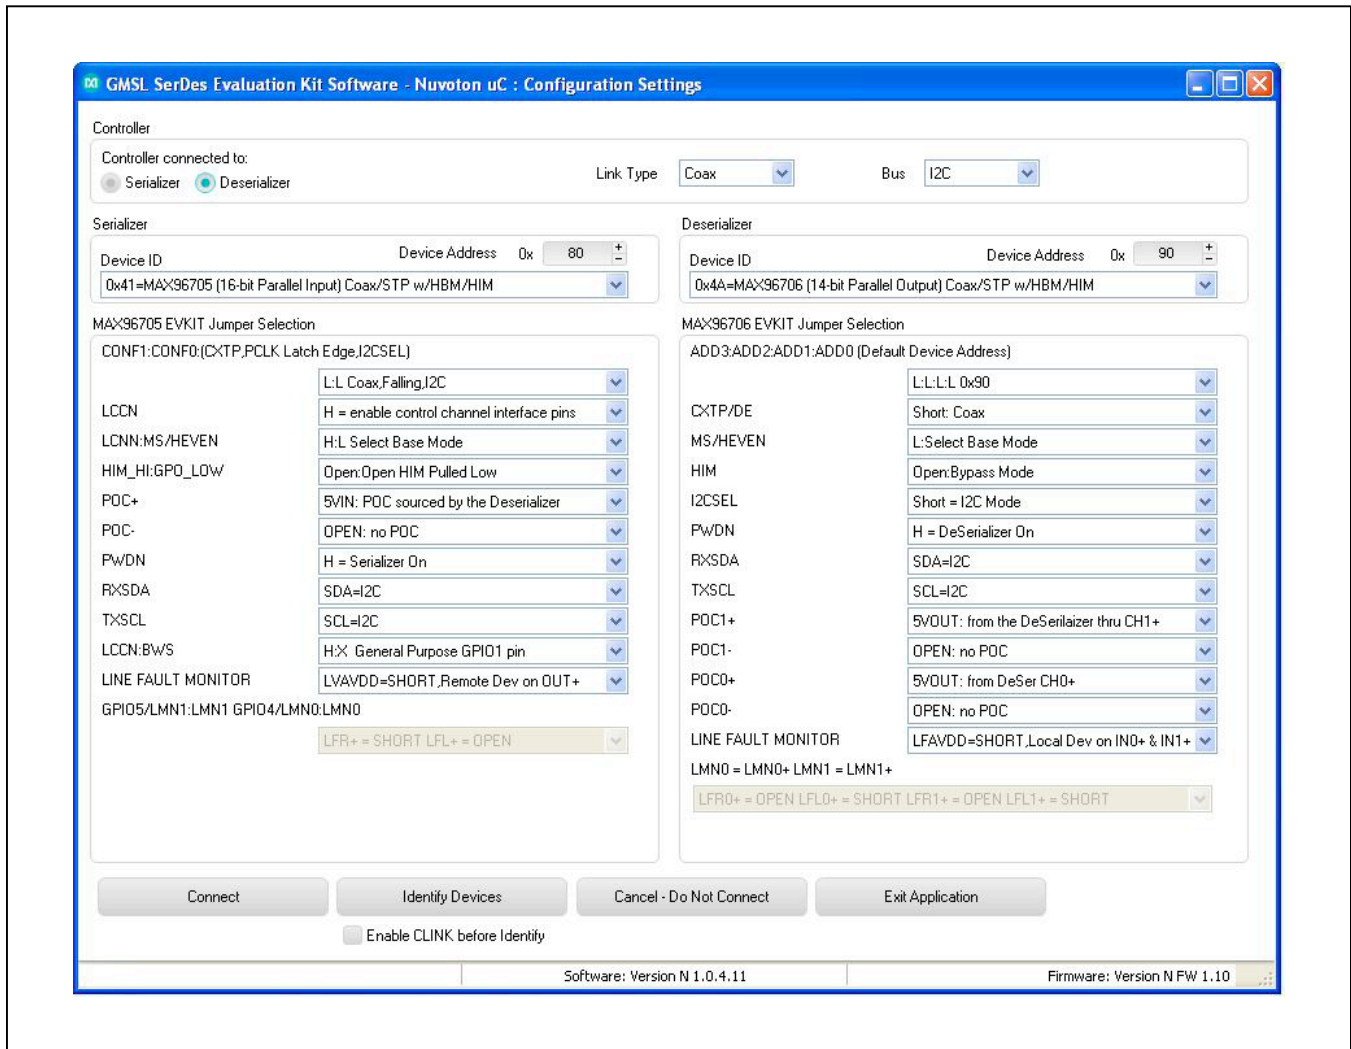 GMSL SerDes Evaluation Kit Software - Nuvoton uC : Configuration Settings
Controller
Controller connected to:
Serializer Deserializer
Link Type Coax
Bus I2C
Serializer
Device ID
Device Address 0x 80
0x41=MAX96705 (16-bit Parallel Input) Coax/STP w/HBM/HIM
MAX96705 EVKIT Jumper Selection
CONF1:CONF0:(CXTP,PCLK Latch Edge,I2CSEL)
L:L Coax,Falling,I2C
LCCN H = enable control channel interface pins
LCNN:MS/HEVEN H:L Select Base Mode
HIM_HI:GPO_LOW Open:Open HIM Pulled Low
POC+ 5VIN: POC sourced by the Deserializer
POC- OPEN: no POC
PWDN H = Serializer On
RXSDA SDA=I2C
TXSCL SCL=I2C
LCCN:BWS H:X General Purpose GPIO1 pin
LINE FAULT MONITOR LVAVDD=SHORT,Remote Dev on OUT+
GPIO5/LMN1:LMN1 GPIO4/LMN0:LMN0
LFR+ = SHORT LFL+ = OPEN
Deserializer
Device ID
Device Address 0x 90
0x4A=MAX96706 (14-bit Parallel Output) Coax/STP w/HBM/HIM
MAX96706 EVKIT Jumper Selection
ADD3:ADD2:ADD1:ADD0 (Default Device Address)
L:L:L:L 0x90
CXTP/DE Short: Coax
MS/HEVEN L:Select Base Mode
HIM Open:Bypass Mode
I2CSEL Short = I2C Mode
PWDN H = DeSerializer On
RXSDA SDA=I2C
TXSCL SCL=I2C
POC1+ 5VOUT: from the DeSerilaizer thru CH1+
POC1- OPEN: no POC
POC0+ 5VOUT: from DeSer CH0+
POC0- OPEN: no POC
LINE FAULT MONITOR LFAVDD=SHORT,Local Dev on IN0+ & IN1+
LMN0 = LMN0+ LMN1 = LMN1+
LFR0+ = OPEN LFL0+ = SHORT LFR1+ = OPEN LFL1+ = SHORT
Connect
Identify Devices
Cancel - Do Not Connect
Exit Application
Enable CLINK before Identify
Software: Version N 1.0.4.11
Firmware: Version N FW 1.10